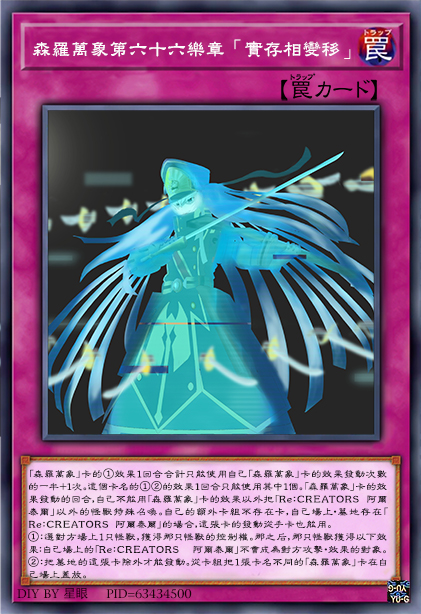 森羅萬象第六十六樂章「實存相變移」
トラップ
罠
トラップ
【罠カード】
「森羅萬象」卡的①效果1回合合計只能使用自己「森羅萬象」卡的效果發動次數
的一半+1次。這個卡名的①②的效果1回合只能使用其中1個。「森羅萬象」卡的效
果發動的回合,自己不能用「森羅萬象」卡的效果以外把「Re:CREATORS 阿爾
泰爾」以外的怪獸特殊召喚。自己的額外卡組不存在卡,自己場上·墓地存在「
Re:CREATORS 阿爾泰爾」的場合,這張卡的發動從手卡也能用。
①:選對方場上1只怪獸,獲得那只怪獸的控制權。那之後,那只怪獸獲得以下效
果:自己場上的「Re:CREATORS 阿爾泰爾」不會成為對方攻擊·效果的對象。
②:把墓地的這張卡除外才能發動。從卡組把1張卡名不同的「森羅萬象」卡在自
己場上蓋放。
DIY BY 星眼 PID=63434500
YU-G